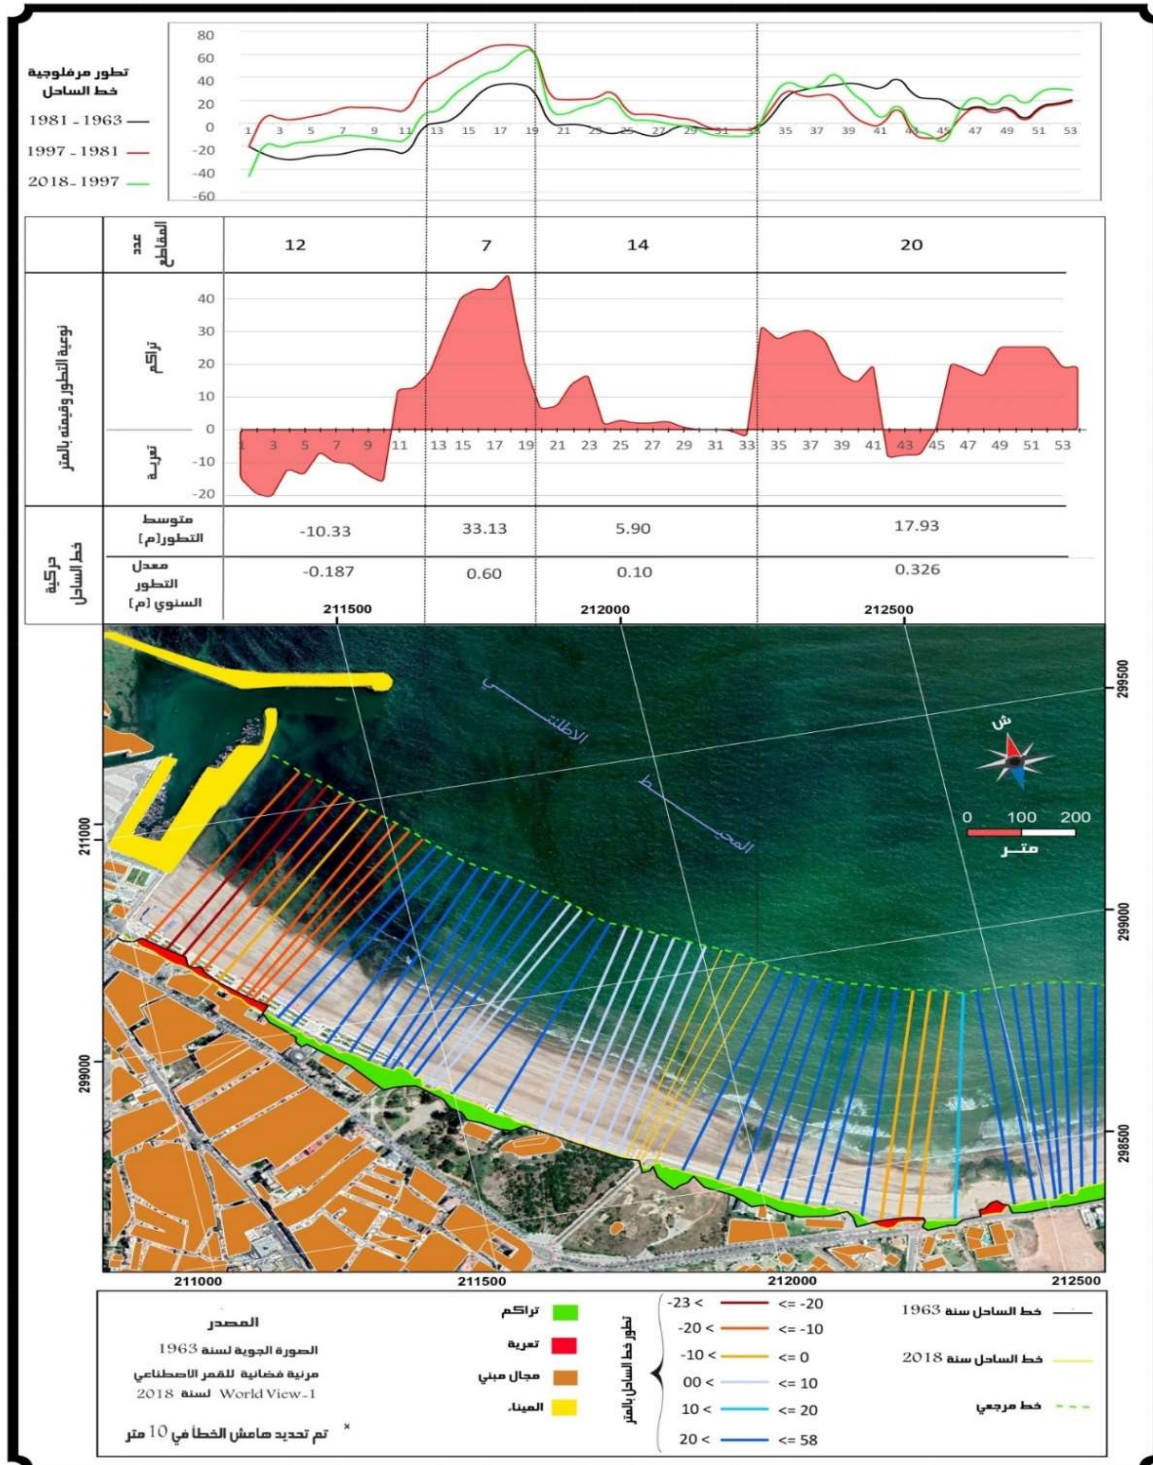 تطور مرفلوجية
خط الساحل
1981 - 1963
1997 - 1981
2018 - 1997
80
60
40
20
0
-20
-40
-60
1 3 5 7 9 11 13 15 17 19 21 23 25 27 29 31 33 35 37 39 41 43 45 47 49 51 53
عدد المقاطع
12 7 14 20
نوعية التطور وقيمته بالمتر
تراكم
تعرية
40
30
20
10
0
-10
-20
1 3 5 7 9 11 13 15 17 19 21 23 25 27 29 31 33 35 37 39 41 43 45 47 49 51 53
حركية خط الساحل
متوسط التطور(م)
-10.33 33.13 5.90 17.93
معدل التطور السنوي (م)
-0.187 0.60 0.10 0.326
211500 212000 212500
299500
299000
298500
211000
299000
المحيـــــط
الاطلنتـــــي
ش
0 100 200
متـــر
211000 211500 212000 212500
خط الساحل سنة 1963
خط الساحل سنة 2018
خط مرجعي
تطور خط الساحل بالمتر
-23 < <= -20
-20 < <= -10
-10 < <= 0
00 < <= 10
10 < <= 20
20 < <= 58
تراكم
تعرية
مجال مبني
الميناء
المصدر
الصورة الجوية لسنة 1963
مرئية فضائية للقمر الاصطناعي
World View-1 لسنة 2018
× تم تحديد هامش الخطأ في 10 متر